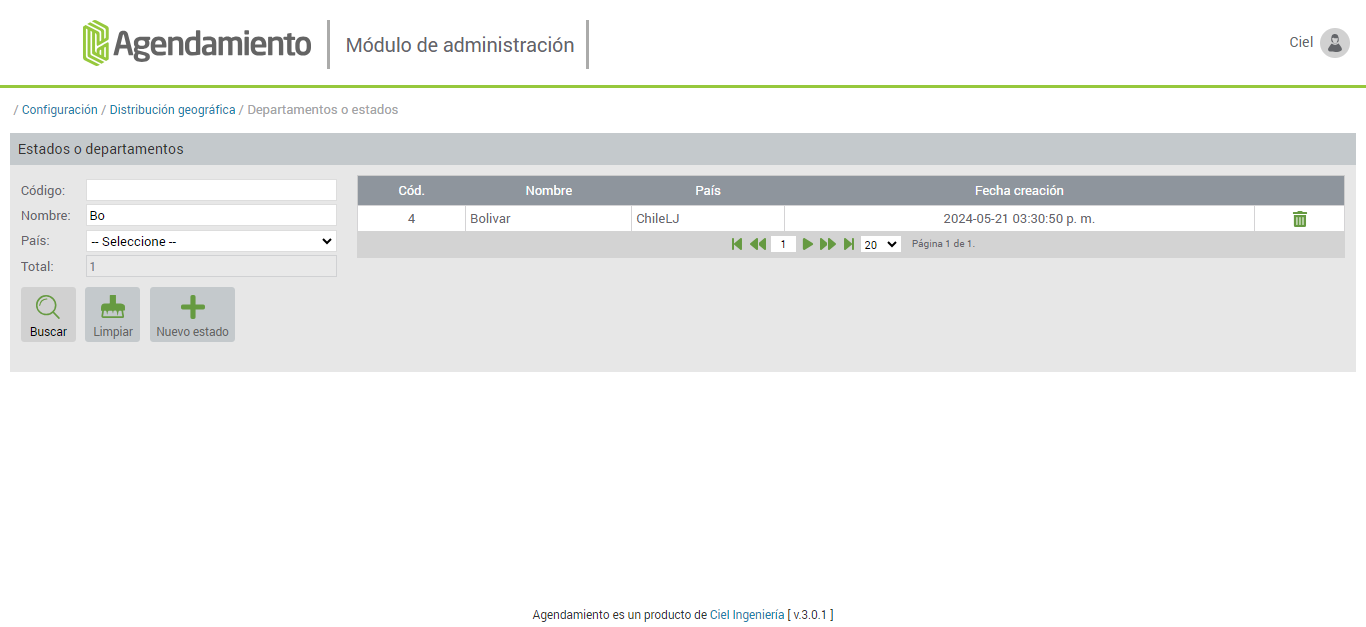 Agendamiento
Módulo de administración
Ciel
/ Configuración / Distribución geográfica / Departamentos o estados
Estados o departamentos
Código:
Nombre: Bo
País: -- Seleccione --
Total: 1
Buscar
Limpiar
Nuevo estado
Cód. Nombre País Fecha creación
4 Bolivar ChileLJ 2024-05-21 03:30:50 p. m.
1 20 Página 1 de 1.
Agendamiento es un producto de Ciel Ingeniería [ v.3.0.1 ]